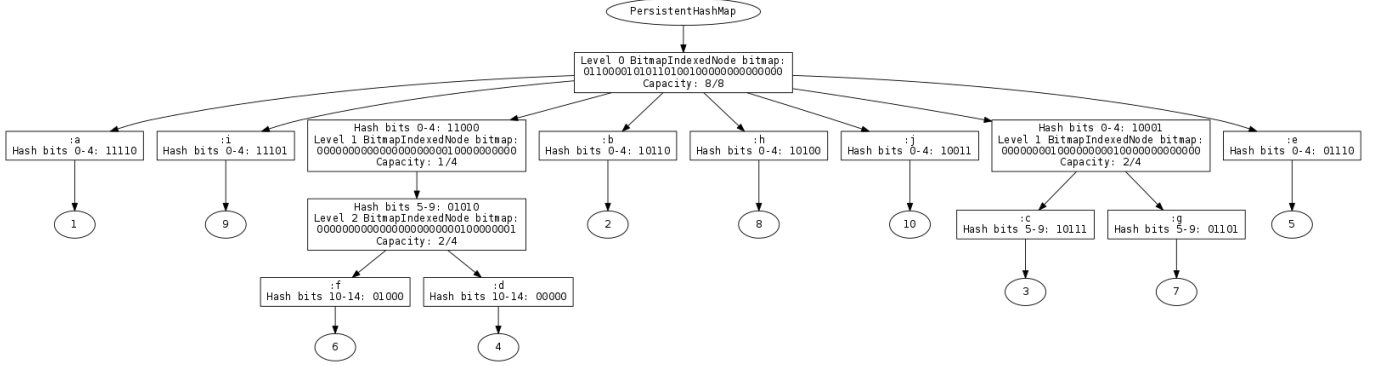 PersistentHashMap
Level 0 BitmapIndexedNode bitmap:
01100001010110100100000000000000
Capacity: 8/8
:a
Hash bits 0-4: 11110
:i
Hash bits 0-4: 11101
Hash bits 0-4: 11000
Level 1 BitmapIndexedNode bitmap:
00000000000000000000010000000000
Capacity: 1/4
:b
Hash bits 0-4: 10110
:h
Hash bits 0-4: 10100
:j
Hash bits 0-4: 10011
Hash bits 0-4: 10001
Level 1 BitmapIndexedNode bitmap:
00000000100000000010000000000000
Capacity: 2/4
:e
Hash bits 0-4: 01110
1
9
Hash bits 5-9: 01010
Level 2 BitmapIndexedNode bitmap:
00000000000000000000000100000001
Capacity: 2/4
2
8
10
:c
Hash bits 5-9: 10111
:g
Hash bits 5-9: 01101
5
:f
Hash bits 10-14: 01000
:d
Hash bits 10-14: 00000
3
7
6
4